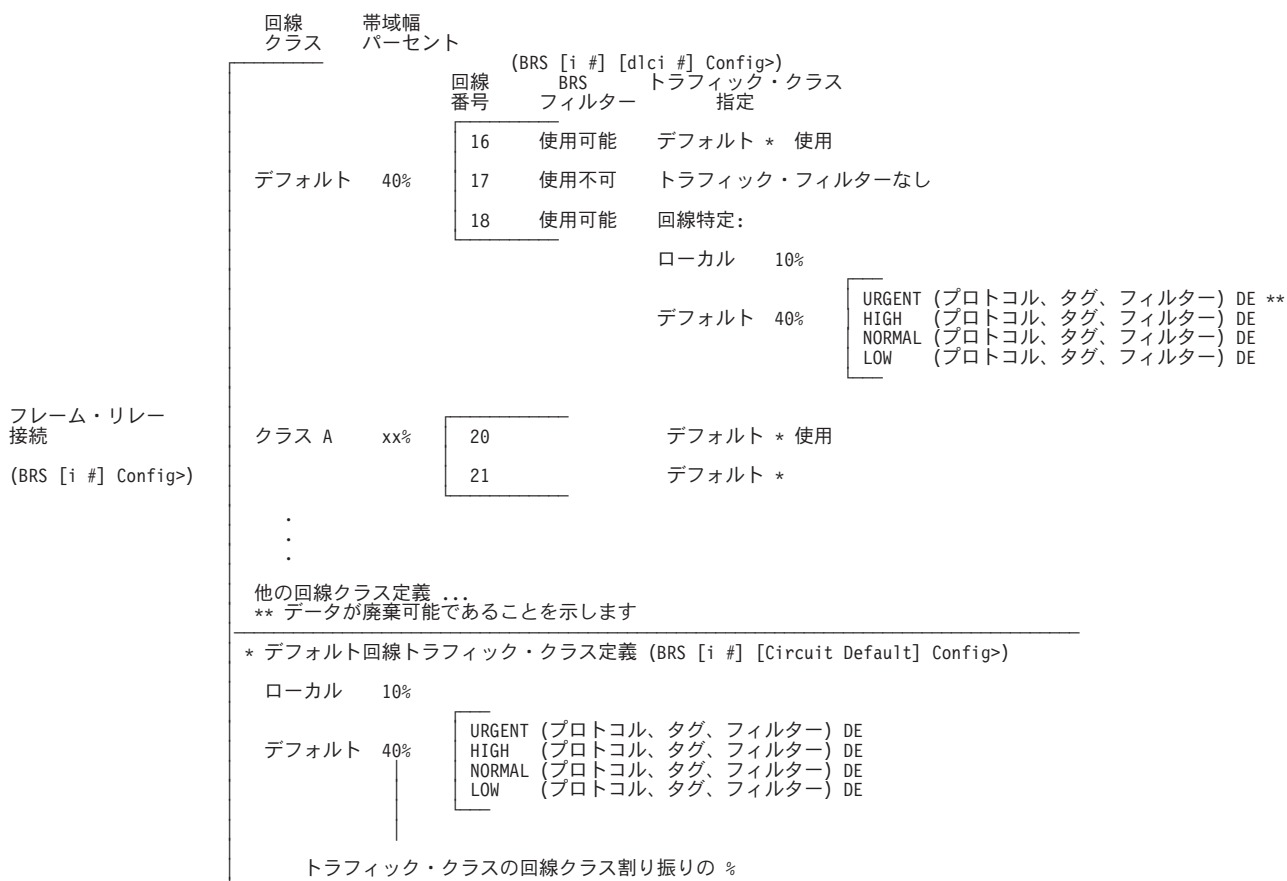 回線 帯域幅
クラス パーセント
(BRS [i #] [dlci #] Config>)
回線 BRS トラフィック・クラス
番号 フィルター 指定
16 使用可能 デフォルト * 使用
デフォルト 40% 17 使用不可 トラフィック・フィルターなし
18 使用可能 回線特定:
ローカル 10%
URGENT (プロトコル、タグ、フィルター) DE **
デフォルト 40% HIGH (プロトコル、タグ、フィルター) DE
NORMAL (プロトコル、タグ、フィルター) DE
LOW (プロトコル、タグ、フィルター) DE
フレーム・リレー
接続 クラス A xx% 20 デフォルト * 使用
(BRS [i #] Config>) 21 デフォルト *
.
.
.
他の回線クラス定義 ...
** データが廃棄可能であることを示します
* デフォルト回線トラフィック・クラス定義 (BRS [i #] [Circuit Default] Config>)
ローカル 10%
URGENT (プロトコル、タグ、フィルター) DE
デフォルト 40% HIGH (プロトコル、タグ、フィルター) DE
NORMAL (プロトコル、タグ、フィルター) DE
LOW (プロトコル、タグ、フィルター) DE
トラフィック・クラスの回線クラス割り振りの %